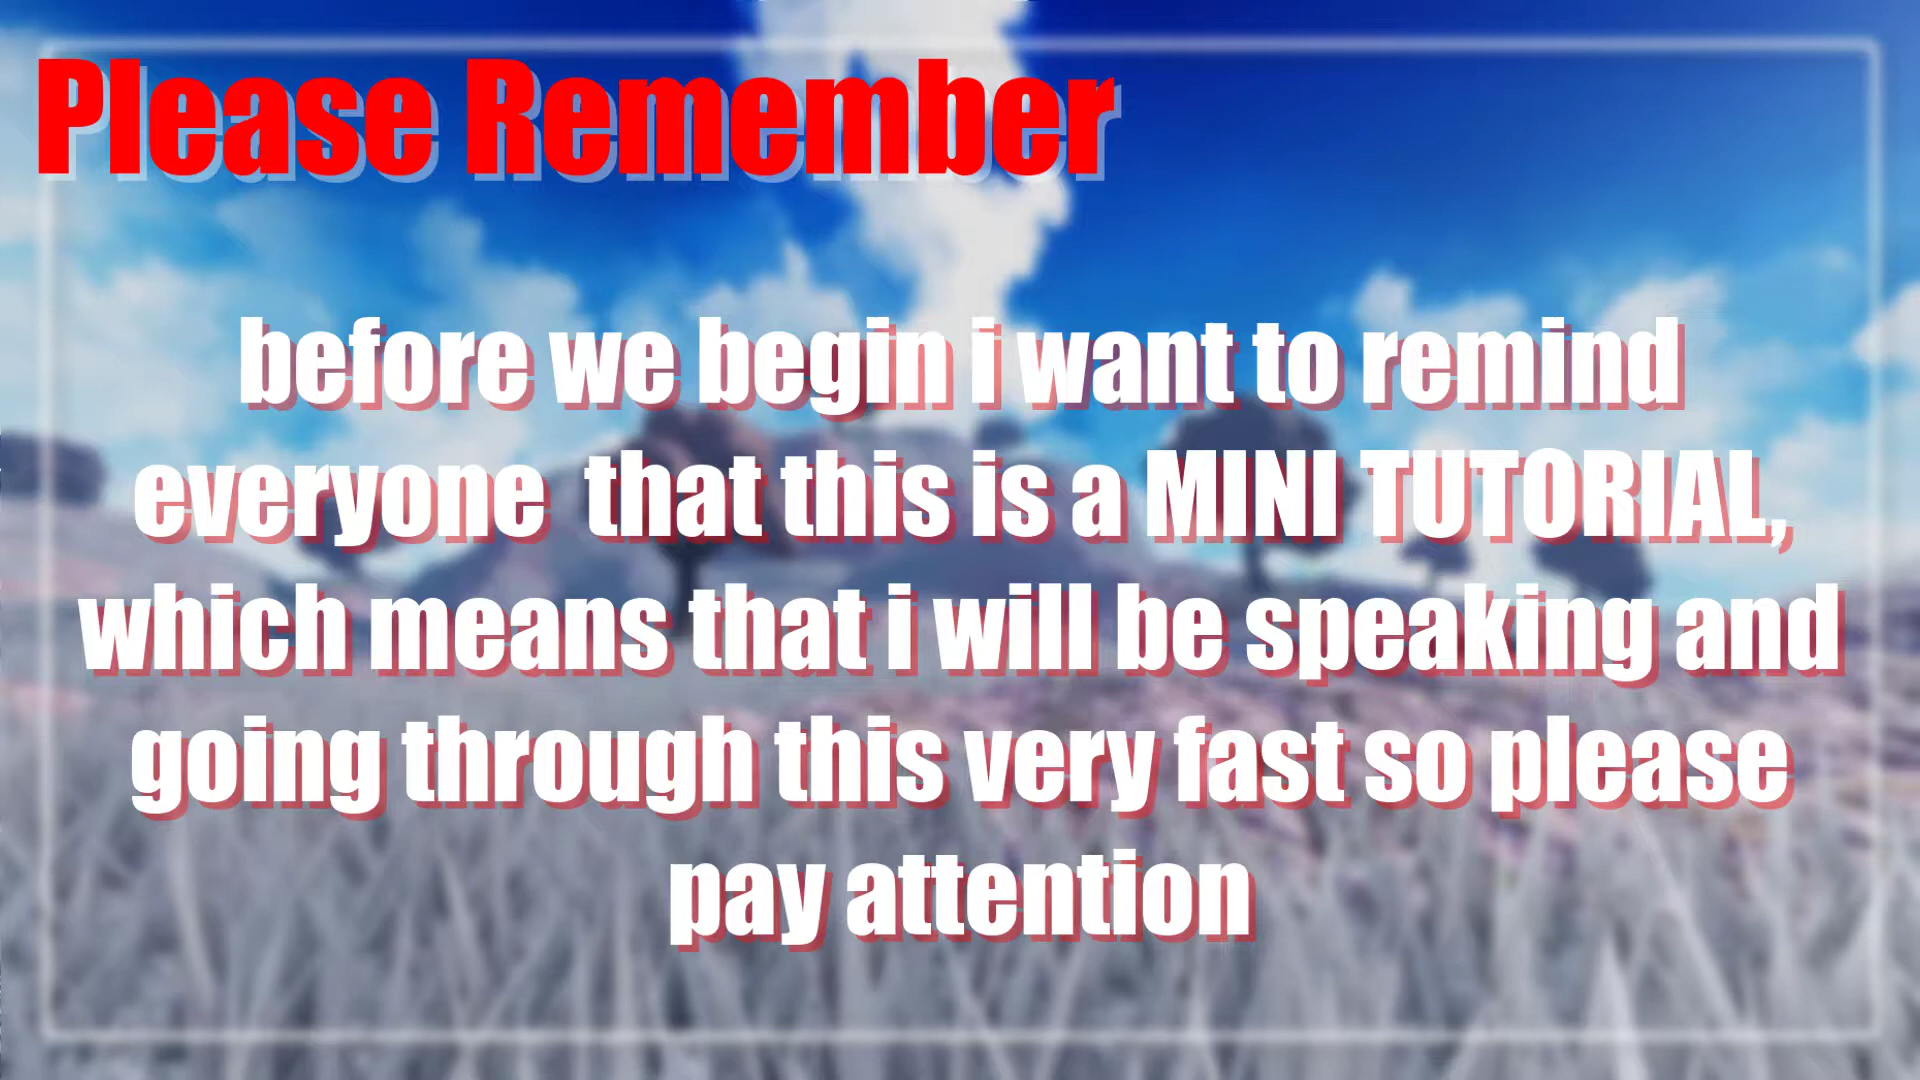 Please Remember
before we begin i want to remind
everyone  that this is a MINI TUTORIAL,
which means that i will be speaking and
going through this very fast so please
pay attention